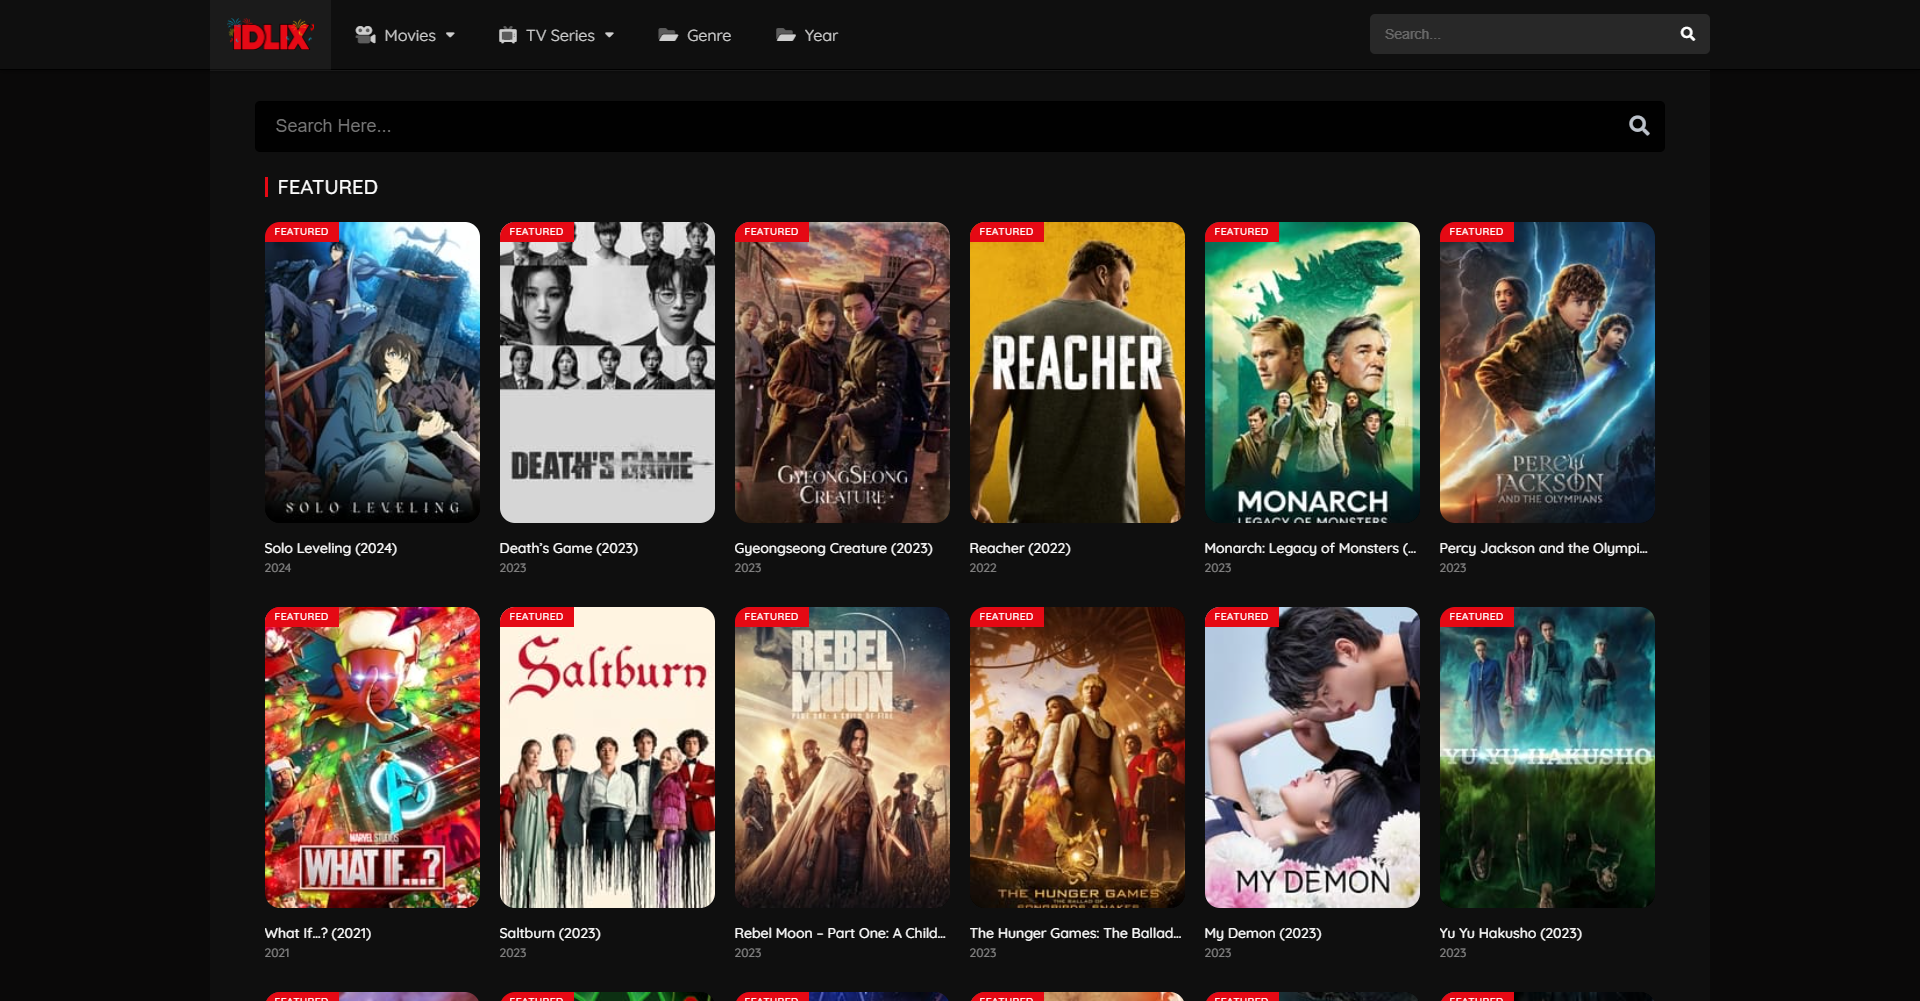 IDLIX
Movies
TV Series
Genre
Year
Search...
Search Here...
FEATURED
FEATURED
FEATURED
FEATURED
FEATURED
FEATURED
FEATURED
SOLO LEVELING
DEATH'S GAME
GYEONGSEONG
CREATURE
REACHER
MONARCH
LEGACY OF MONSTERS
PERCY
JACKSON
AND THE OLYMPIANS
Solo Leveling (2024)
2024
Death's Game (2023)
2023
Gyeongseong Creature (2023)
2023
Reacher (2022)
2022
Monarch: Legacy of Monsters (...
2023
Percy Jackson and the Olympi...
2023
FEATURED
FEATURED
FEATURED
FEATURED
FEATURED
FEATURED
MARVEL STUDIOS
WHAT IF...?
Saltburn
REBEL
MOON
PART ONE: A CHILD OF FIRE
THE HUNGER GAMES
THE BALLAD OF
SONGBIRDS SNAKES
MY DEMON
YU YU HAKUSHO
What If...? (2021)
2021
Saltburn (2023)
2023
Rebel Moon – Part One: A Child...
2023
The Hunger Games: The Ballad...
2023
My Demon (2023)
2023
Yu Yu Hakusho (2023)
2023
FEATURED
FEATURED
FEATURED
FEATURED
FEATURED
FEATURED